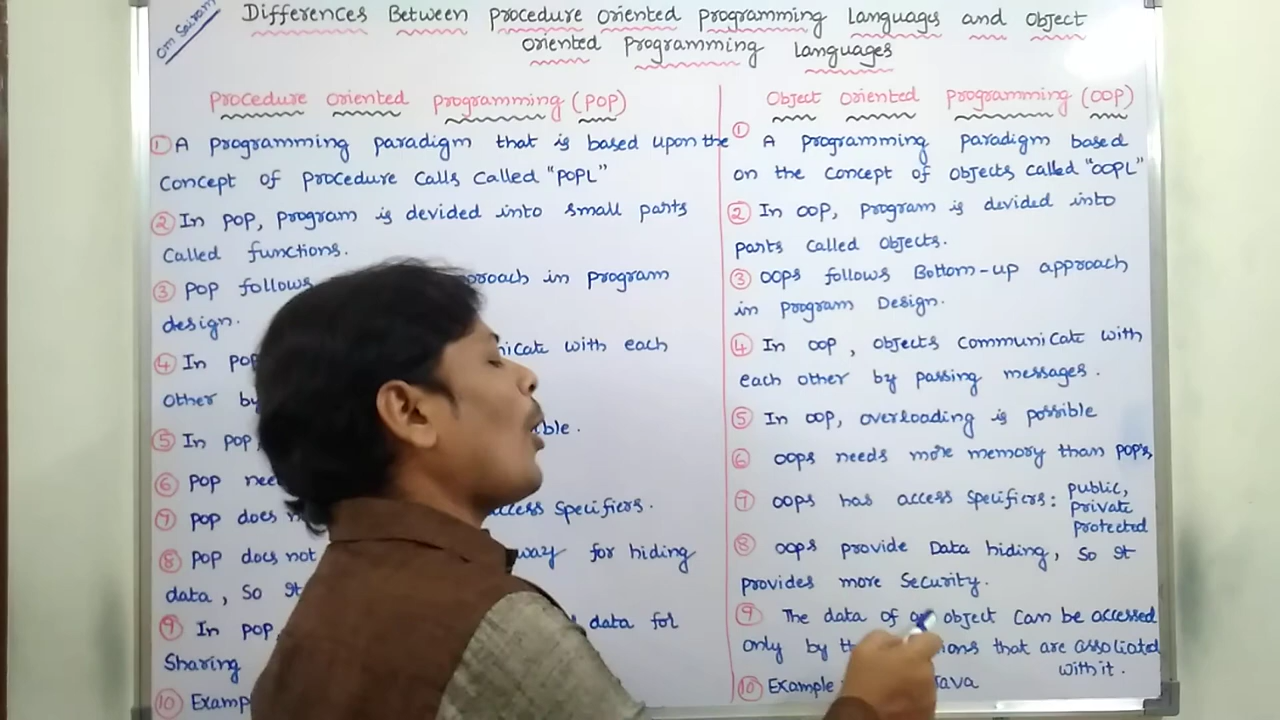 Om Sairam
Differences Between procedure oriented programming Languages and Object
oriented programming Languages
Procedure oriented programming (POP)
① A programming paradigm that is based upon the
Concept of procedure calls called "POPL"
② In POP, program is devided into small parts
Called functions.
③ POP follows in program
design.
④ In POP with each
Other by
⑤ In POP,
⑥ POP
⑦ POP does access specifiers.
⑧ POP does not way for hiding
data, so It
⑨ In POP data for
Sharing
⑩
Object Oriented programming (OOP)
① A programming paradigm based
on the concept of objects called "OOPL"
② In OOP, program is devided into
parts called objects.
③ OOPs follows Bottom-up approach
in program Design.
④ In OOP, objects communicate with
each other by passing messages.
⑤ In OOP, overloading is possible
⑥ OOPs needs more memory than POP's,
⑦ OOPs has access specifiers: public,
private
protected
⑧ OOPs provide Data hiding, so It
provides more security.
⑨ The data of object can be accessed
only by that are associated
with it.
⑩ Example Java